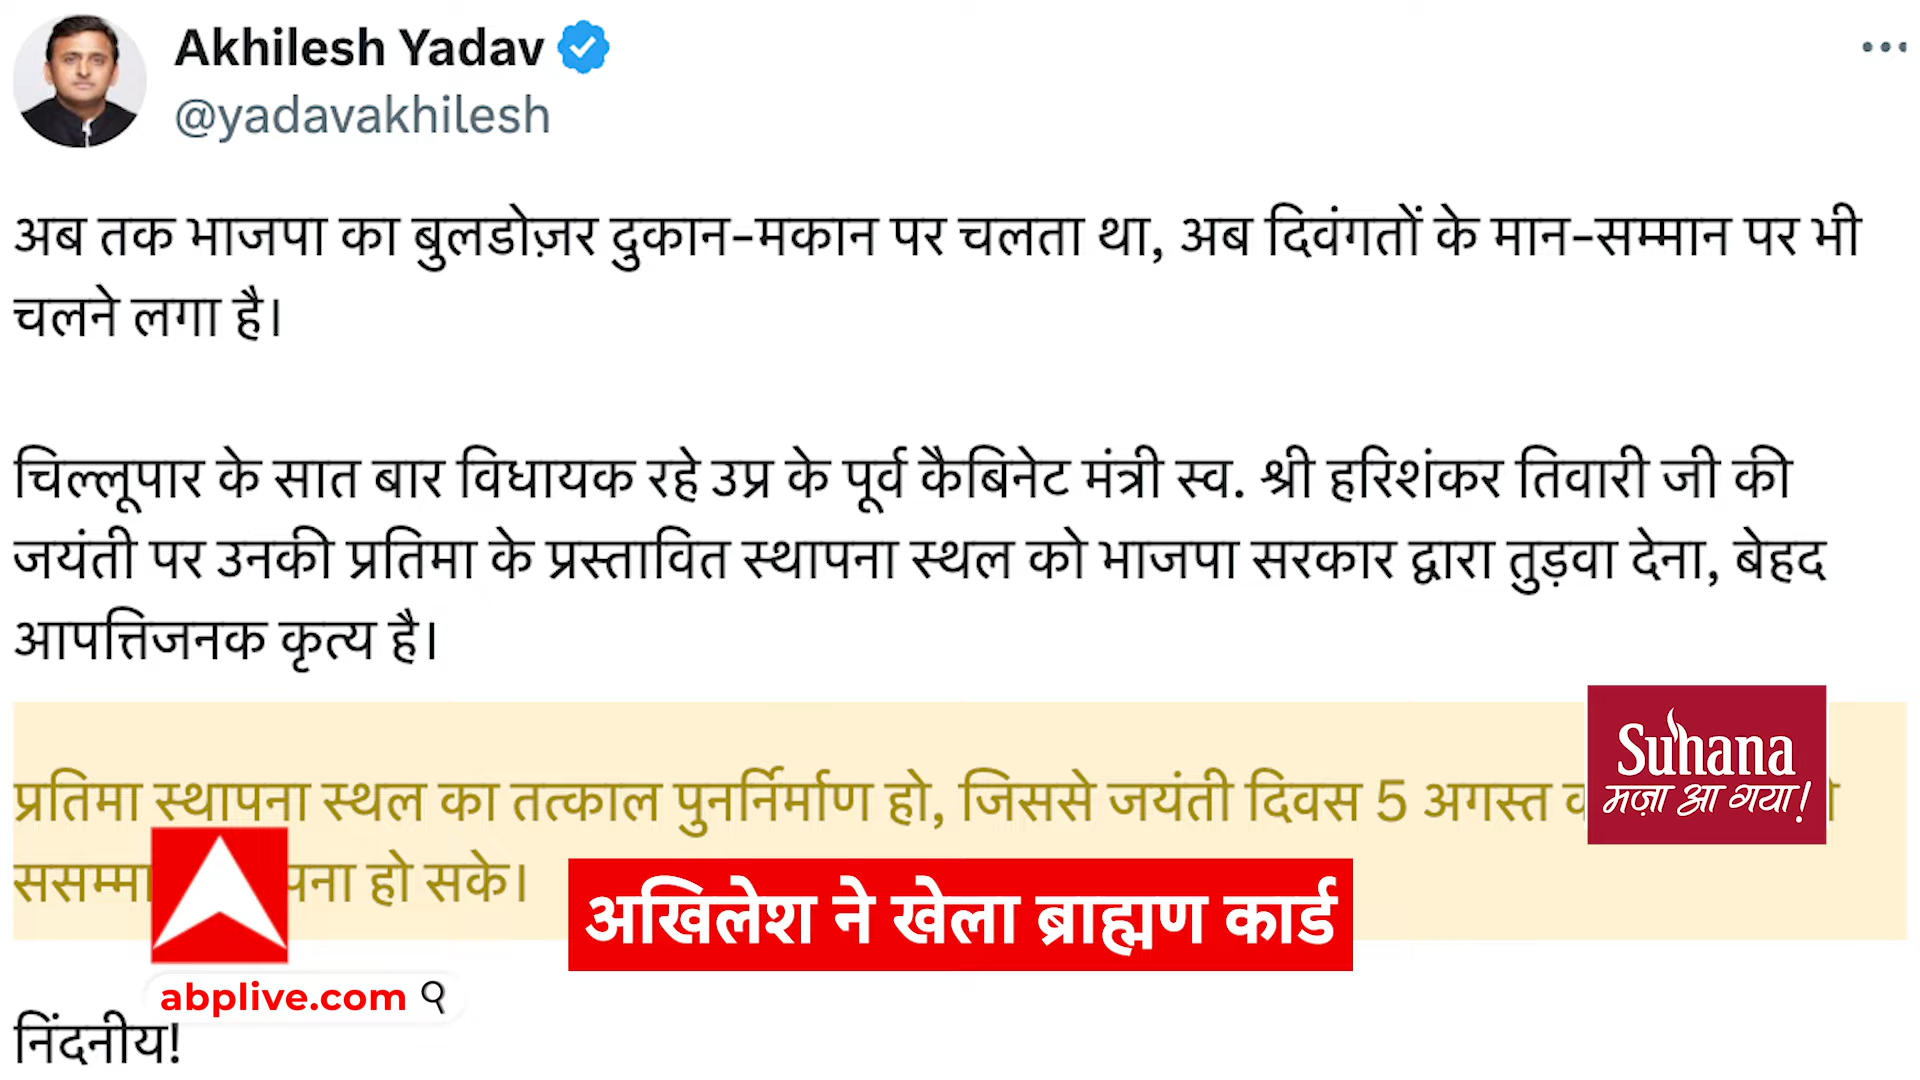 Akhilesh Yadav
@yadavakhilesh
अब तक भाजपा का बुलडोज़र दुकान-मकान पर चलता था, अब दिवंगतों के मान-सम्मान पर भी
चलने लगा है।
चिल्लूपार के सात बार विधायक रहे उप्र के पूर्व कैबिनेट मंत्री स्व. श्री हरिशंकर तिवारी जी की
जयंती पर उनकी प्रतिमा के प्रस्तावित स्थापना स्थल को भाजपा सरकार द्वारा तुड़वा देना, बेहद
आपत्तिजनक कृत्य है।
प्रतिमा स्थापना स्थल का तत्काल पुनर्निर्माण हो, जिससे जयंती दिवस 5 अगस्त
हो सके।
Suhana
मज़ा आ गया!
अखिलेश ने खेला ब्राह्मण कार्ड
abplive.com
निंदनीय!